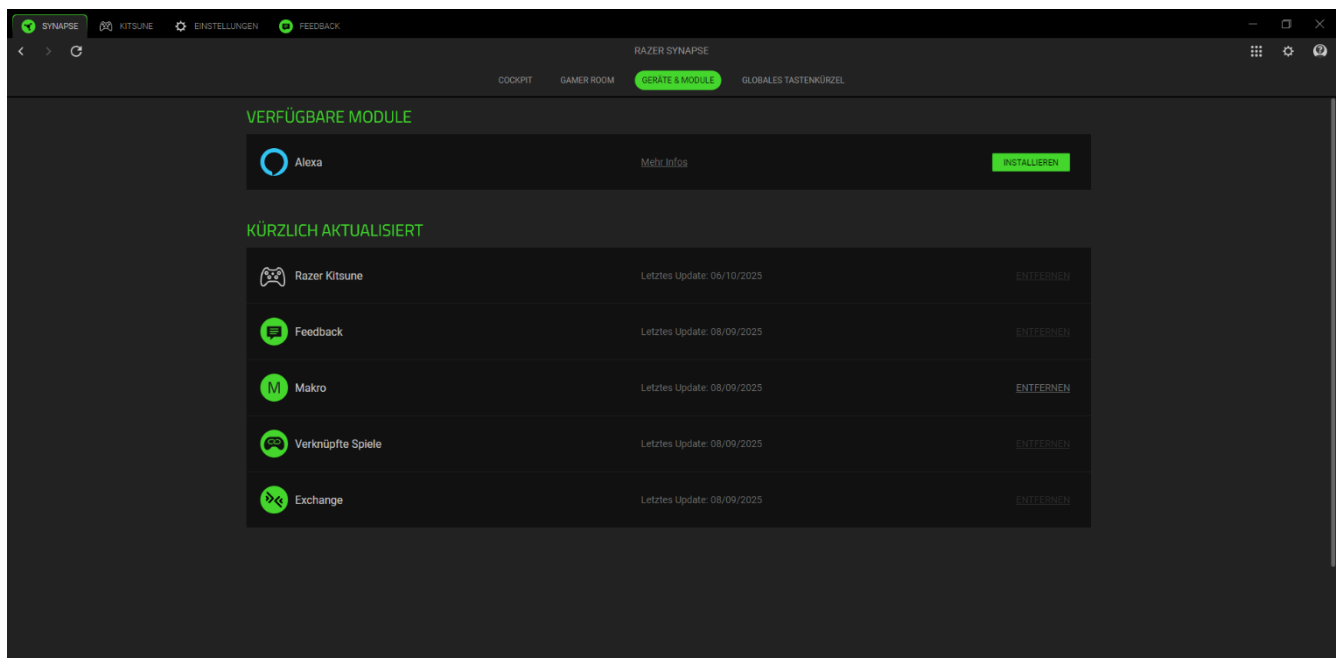 SYNAPSE KITSUNE EINSTELLUNGEN FEEDBACK
RAZER SYNAPSE
COCKPIT GAMER ROOM GERÄTE & MODULE GLOBALES TASTENKÜRZEL
VERFÜGBARE MODULE
Alexa Mehr Infos INSTALLIEREN
KÜRZLICH AKTUALISIERT
Razer Kitsune Letztes Update: 06/10/2025 ENTFERNEN
Feedback Letztes Update: 08/09/2025 ENTFERNEN
M Makro Letztes Update: 08/09/2025 ENTFERNEN
Verknüpfte Spiele Letztes Update: 08/09/2025 ENTFERNEN
Exchange Letztes Update: 08/09/2025 ENTFERNEN